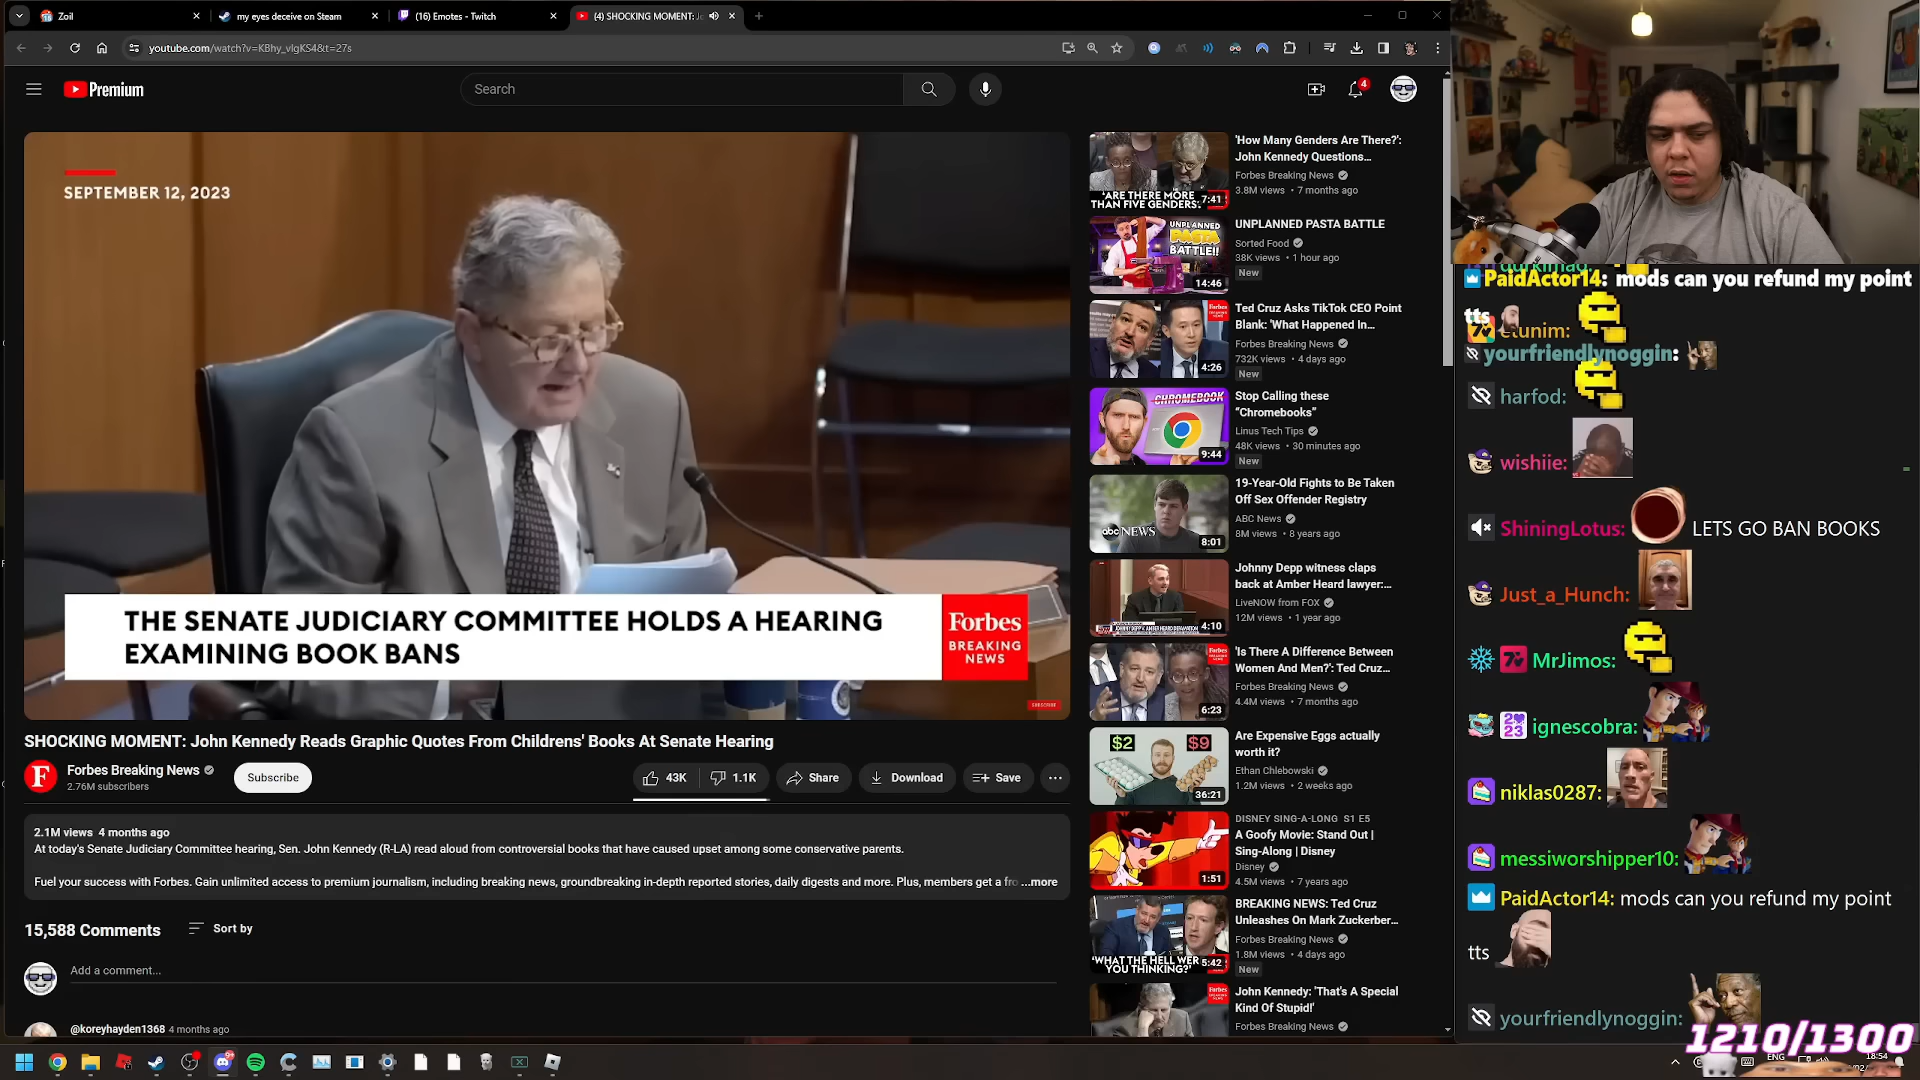 Zoil
my eyes deceive on Steam
(16) Emotes - Twitch
(4) SHOCKING MOMENT: J
youtube.com/watch?v=KBhy_vlgKS4&t=27s
Premium
Search
4
SEPTEMBER 12, 2023
THE SENATE JUDICIARY COMMITTEE HOLDS A HEARING
EXAMINING BOOK BANS
Forbes
BREAKING
NEWS
SUBSCRIBE
SHOCKING MOMENT: John Kennedy Reads Graphic Quotes From Childrens' Books At Senate Hearing
Forbes Breaking News
2.76M subscribers
Subscribe
43K
1.1K
Share
Download
Save
2.1M views 4 months ago
At today's Senate Judiciary Committee hearing, Sen. John Kennedy (R-LA) read aloud from controversial books that have caused upset among some conservative parents.
Fuel your success with Forbes. Gain unlimited access to premium journalism, including breaking news, groundbreaking in-depth reported stories, daily digests and more. Plus, members get a fro ...more
15,588 Comments
Sort by
Add a comment...
@koreyhayden1368 4 months ago
'ARE THERE MORE
THAN FIVE GENDERS
7:41
'How Many Genders Are There?':
John Kennedy Questions...
Forbes Breaking News
3.8M views • 7 months ago
UNPLANNED
PASTA
BATTLE!!
14:46
UNPLANNED PASTA BATTLE
Sorted Food
38K views • 1 hour ago
New
Forbes
4:26
Ted Cruz Asks TikTok CEO Point
Blank: 'What Happened In...
Forbes Breaking News
732K views • 4 days ago
New
CHROMEBOOK
9:44
Stop Calling these
“Chromebooks”
Linus Tech Tips
48K views • 30 minutes ago
New
abc NEWS
8:01
19-Year-Old Fights to Be Taken
Off Sex Offender Registry
ABC News
8M views • 8 years ago
4:10
Johnny Depp witness claps
back at Amber Heard lawyer:...
LiveNOW from FOX
12M views • 1 year ago
Forbes
6:23
'Is There A Difference Between
Women And Men?': Ted Cruz...
Forbes Breaking News
4.4M views • 7 months ago
$2
$9
36:21
Are Expensive Eggs actually
worth it?
Ethan Chlebowski
1.2M views • 2 weeks ago
1:51
DISNEY SING-A-LONG S1 E5
A Goofy Movie: Stand Out |
Sing-Along | Disney
Disney
4.5M views • 7 years ago
'WHAT THE HELL WER
YOU THINKING?'
5:42
BREAKING NEWS: Ted Cruz
Unleashes On Mark Zuckerber...
Forbes Breaking News
1.8M views • 4 days ago
New
Forbes
John Kennedy: 'That's A Special
Kind Of Stupid!'
Forbes Breaking News
PaidActor14: mods can you refund my point
tts
etunim:
yourfriendlynoggin:
harfod:
wishiie:
ShiningLotus: LETS GO BAN BOOKS
Just_a_Hunch:
MrJimos:
ignescobra:
niklas0287:
messiworshipper10:
PaidActor14: mods can you refund my point
tts
yourfriendlynoggin:
1210/1300
ENG
18:54